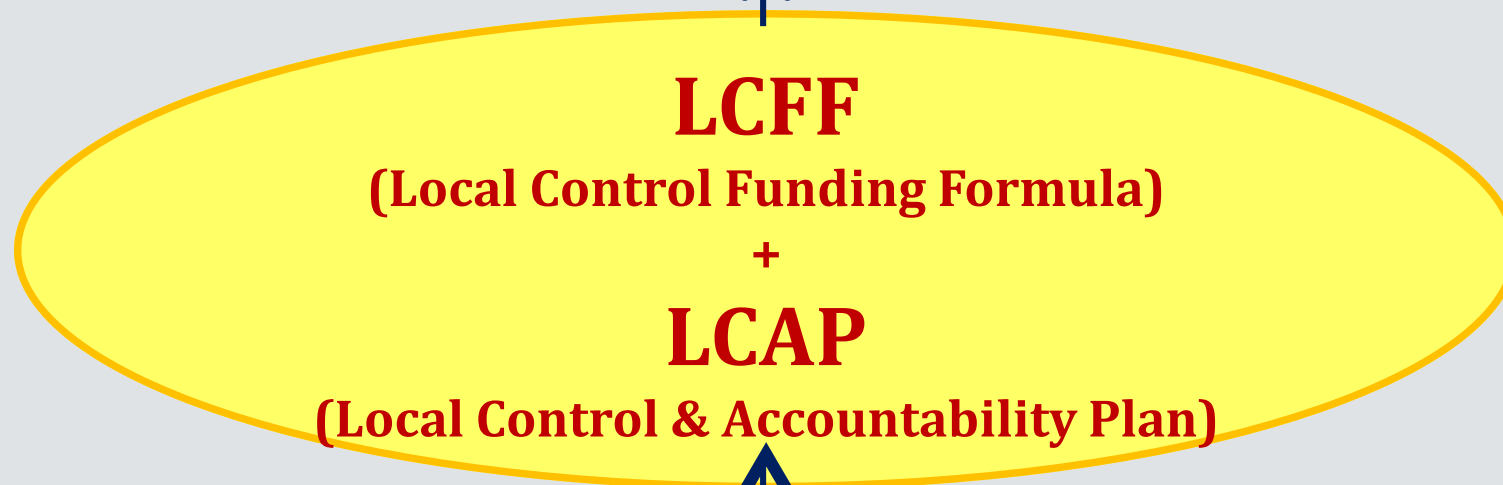 LCFF
(Local Control Funding Formula)
+
LCAP
(Local Control & Accountability Plan)